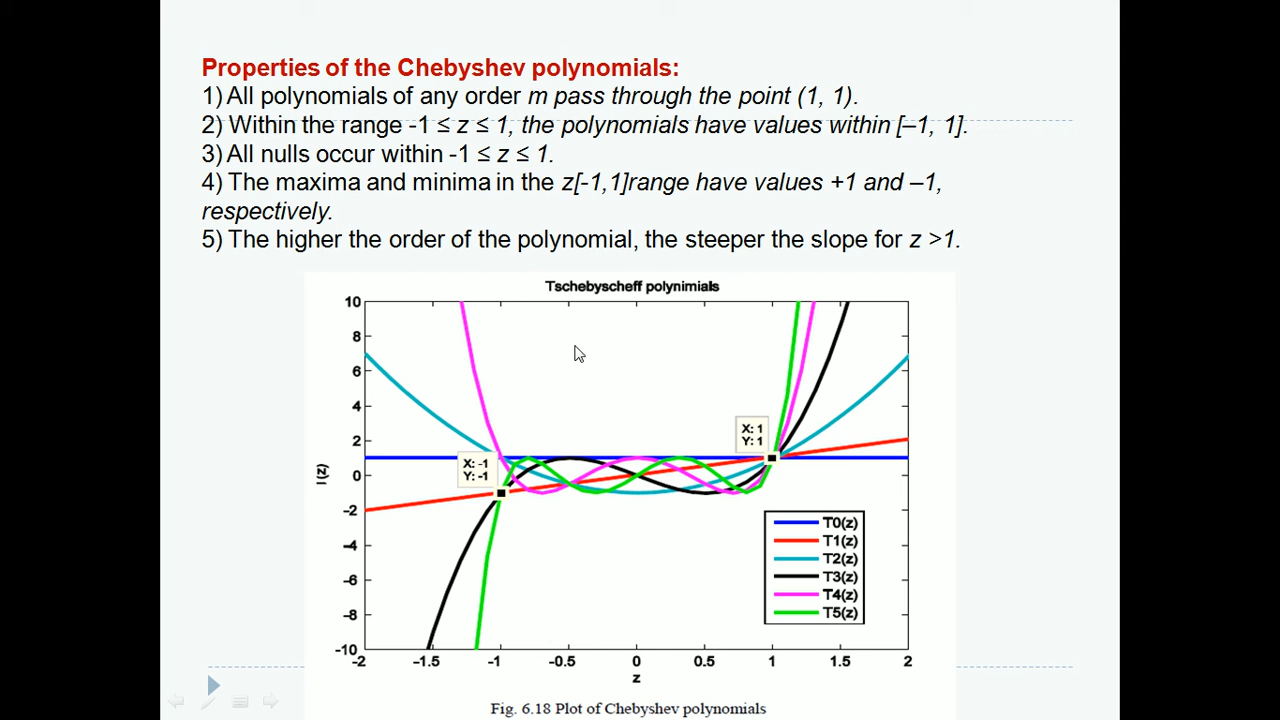 Properties of the Chebyshev polynomials:
1) All polynomials of any order m pass through the point (1, 1).
2) Within the range -1 ≤ z ≤ 1, the polynomials have values within [–1, 1].
3) All nulls occur within -1 ≤ z ≤ 1.
4) The maxima and minima in the z[-1,1]range have values +1 and –1,
respectively.
5) The higher the order of the polynomial, the steeper the slope for z >1.
Tschebyscheff polynimials
10
8
6
4
2
0
-2
-4
-6
-8
-10
X: 1
Y: 1
X: -1
Y: -1
T0(z)
T1(z)
T2(z)
T3(z)
T4(z)
T5(z)
-2 -1.5 -1 -0.5 0 0.5 1 1.5 2
z
Fig. 6.18 Plot of Chebyshev polynomials